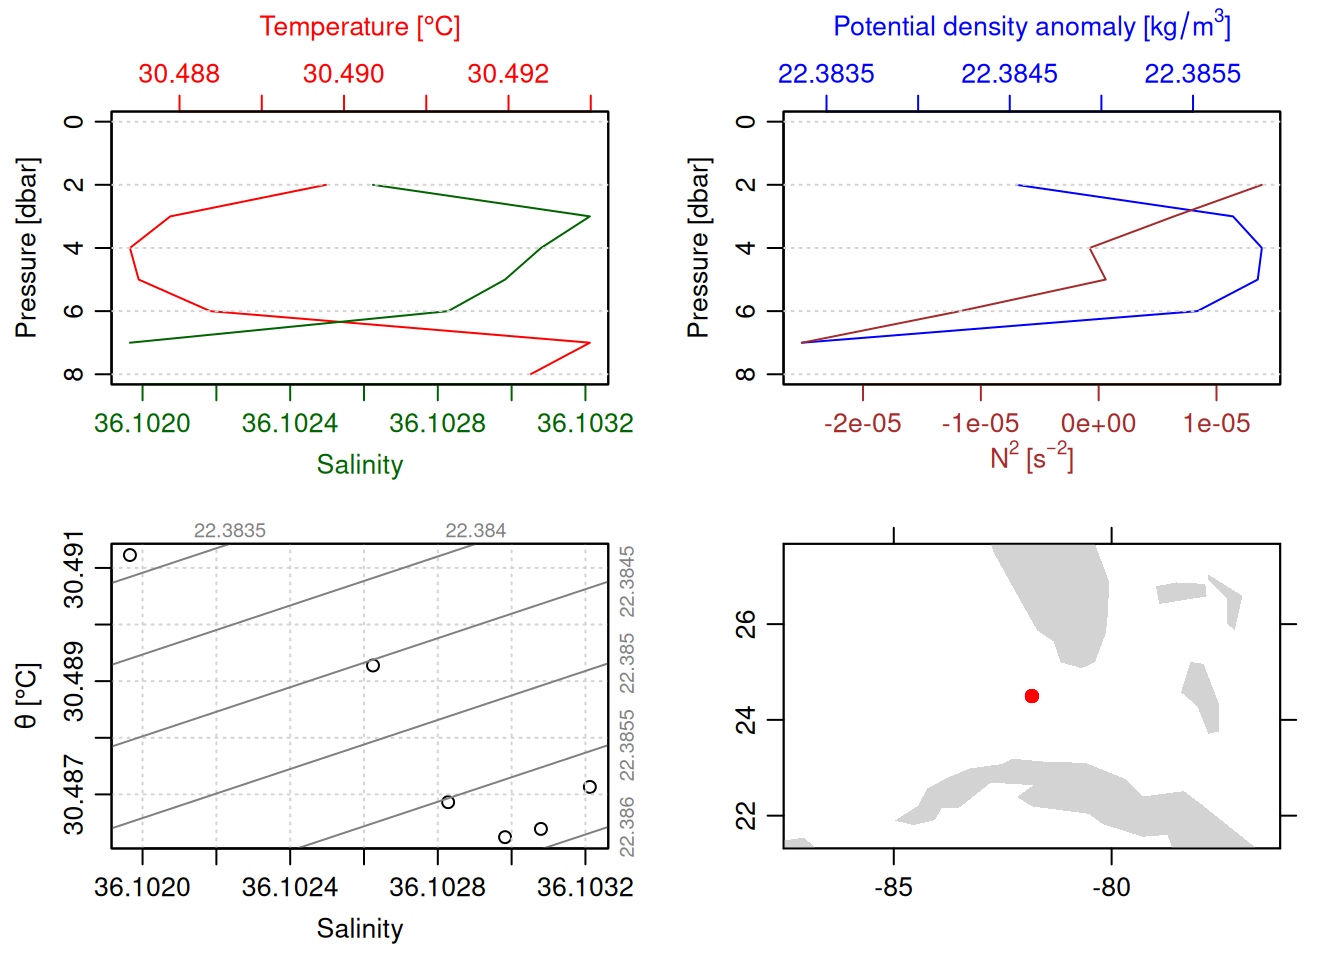 Temperature [°C]
30.488 30.490 30.492
0
2
4
6
8
Pressure [dbar]
36.1020 36.1024 36.1028 36.1032
Salinity
Potential density anomaly [kg/m³]
22.3835 22.3845 22.3855
0
2
4
6
8
Pressure [dbar]
-2e-05 -1e-05 0e+00 1e-05
N² [s⁻²]
22.3835 22.384
22.3845
22.385
22.3855
22.386
30.491
30.489
30.487
θ [°C]
36.1020 36.1024 36.1028 36.1032
Salinity
26
24
22
-85 -80